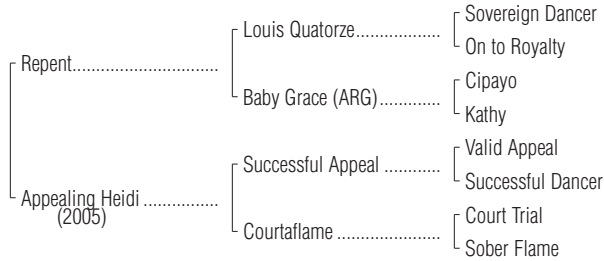 Sovereign Dancer
Louis Quatorze..................
On to Royalty
Repent...............................
Cipayo
Baby Grace (ARG).............
Kathy
Valid Appeal
Successful Appeal ............
Successful Dancer
Appealing Heidi ................
(2005)
Court Trial
Courtaflame ......................
Sober Flame